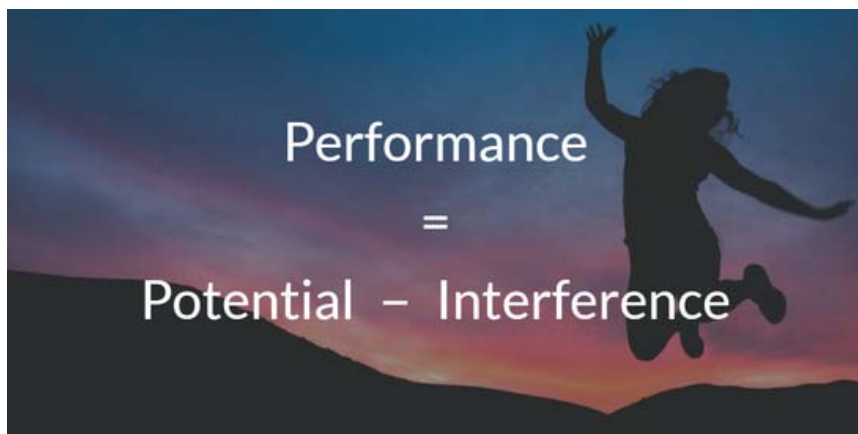 Performance
=
Potential – Interference